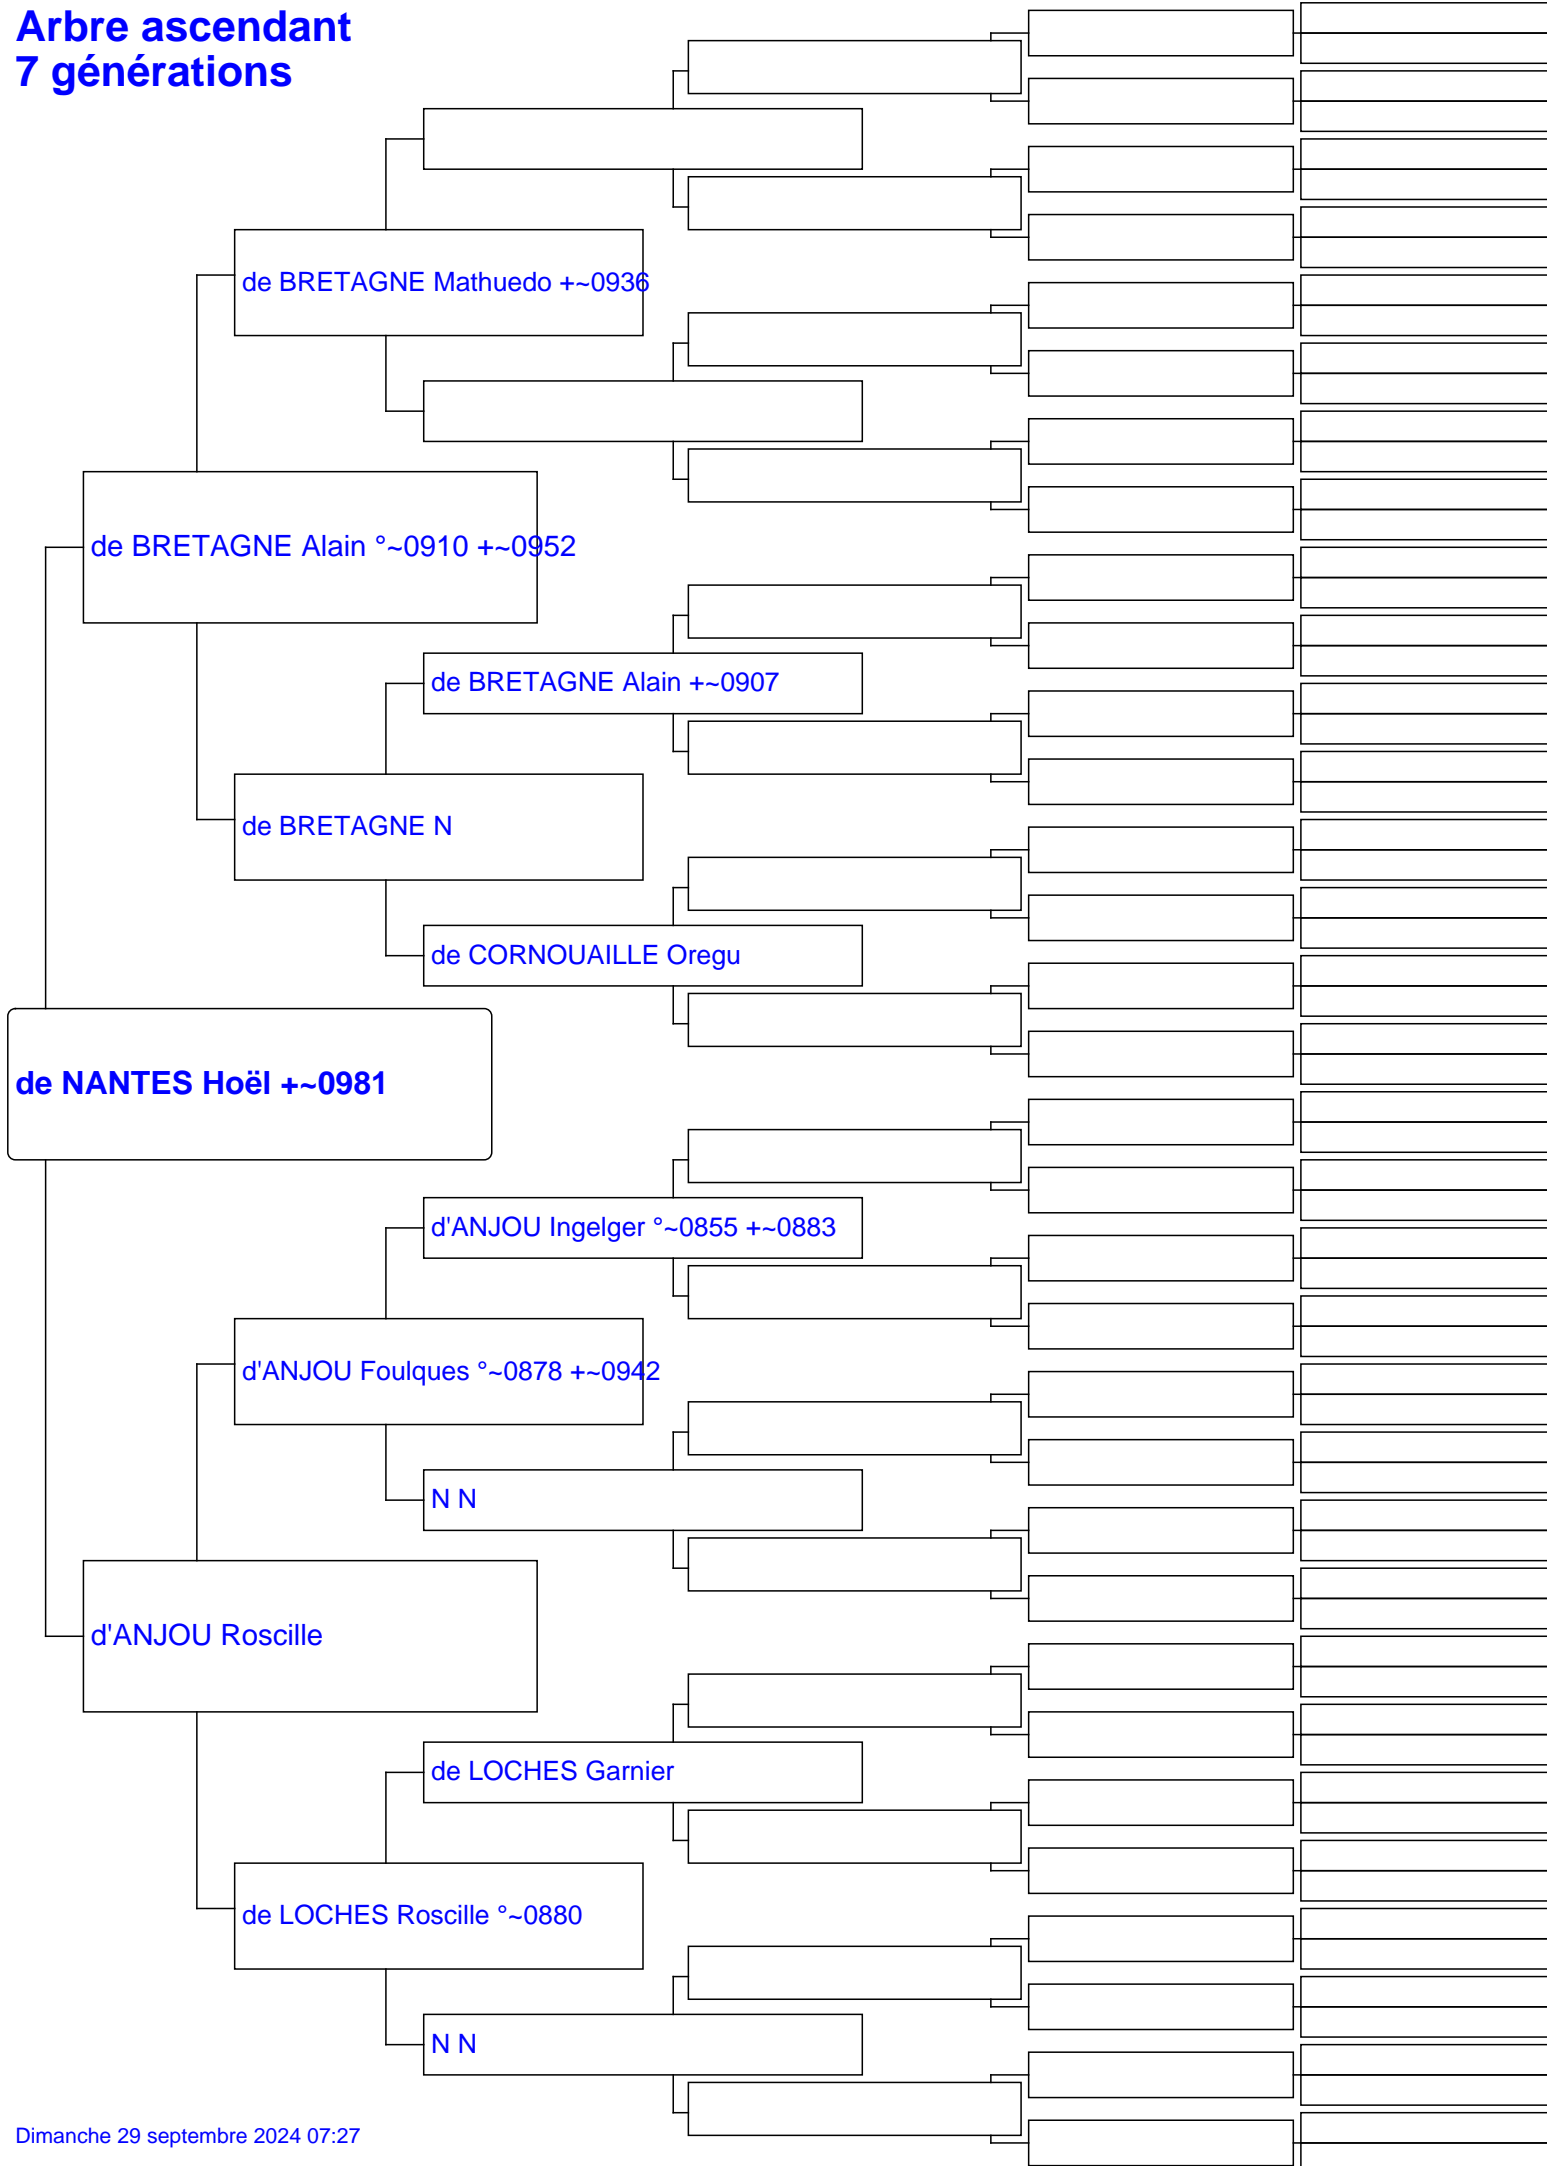 Arbre ascendant
7 générations
de BRETAGNE Mathuedo +~0936
de BRETAGNE Alain °~0910 +~0952
de BRETAGNE Alain +~0907
de BRETAGNE N
de CORNOUAILLE Oregu
de NANTES Hoël +~0981
d'ANJOU Ingelger °~0855 +~0883
d'ANJOU Foulques °~0878 +~0942
N N
d'ANJOU Roscille
de LOCHES Garnier
de LOCHES Roscille °~0880
N N
Dimanche 29 septembre 2024 07:27